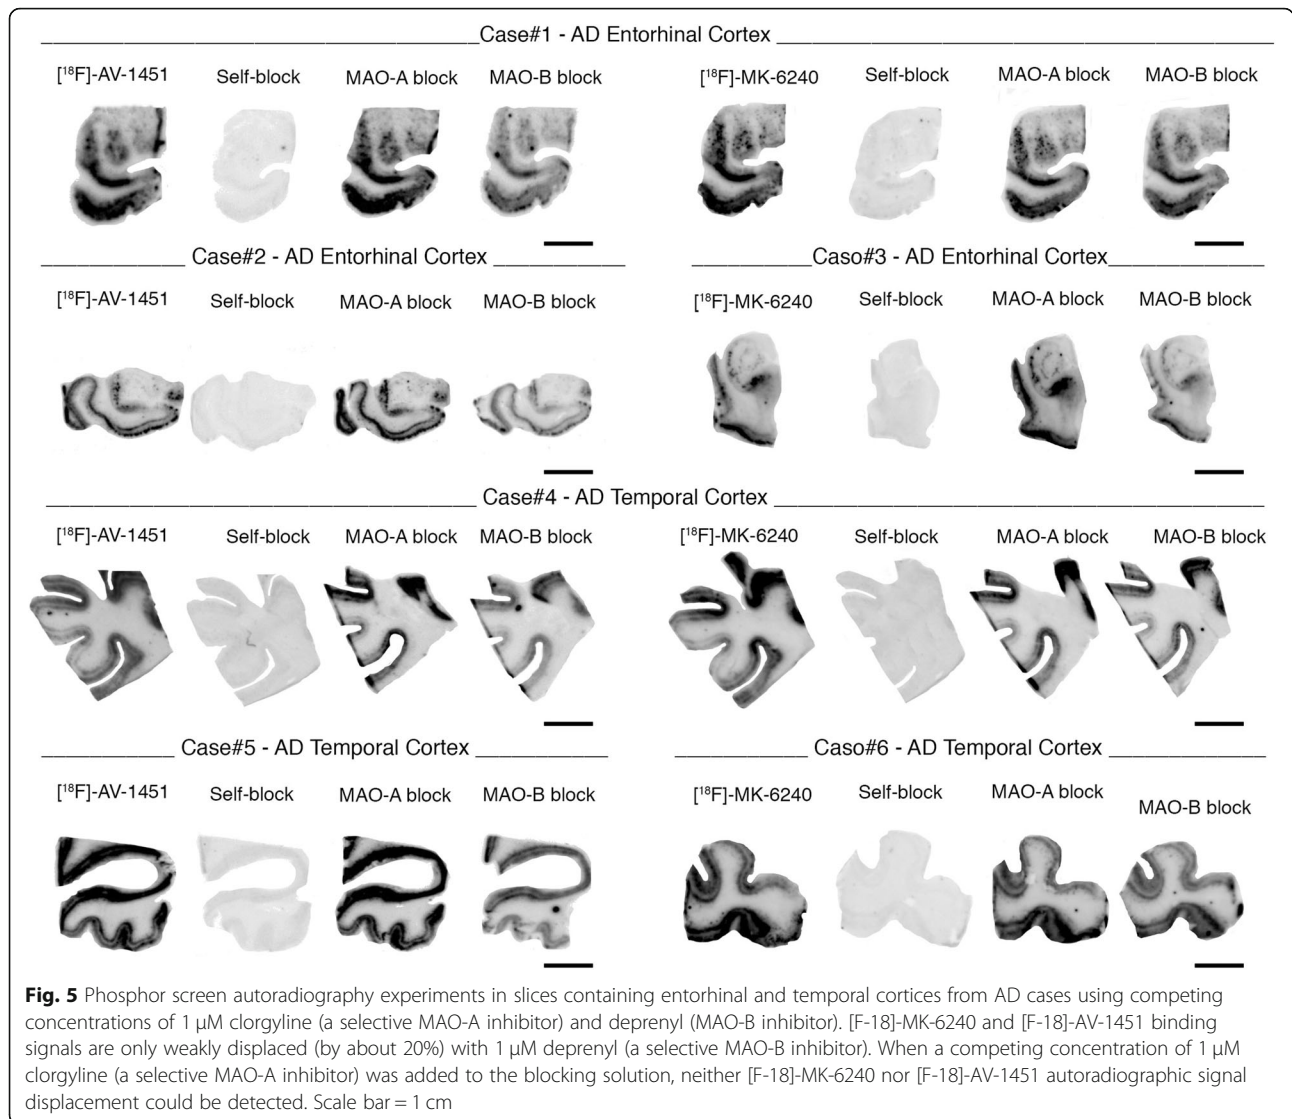 Case#1 - AD Entorhinal Cortex
[¹⁸F]-AV-1451 Self-block MAO-A block MAO-B block [¹⁸F]-MK-6240 Self-block MAO-A block MAO-B block
Case#2 - AD Entorhinal Cortex
[¹⁸F]-AV-1451 Self-block MAO-A block MAO-B block
Caso#3 - AD Entorhinal Cortex
[¹⁸F]-MK-6240 Self-block MAO-A block MAO-B block
Case#4 - AD Temporal Cortex
[¹⁸F]-AV-1451 Self-block MAO-A block MAO-B block [¹⁸F]-MK-6240 Self-block MAO-A block MAO-B block
Case#5 - AD Temporal Cortex
[¹⁸F]-AV-1451 Self-block MAO-A block MAO-B block
Caso#6 - AD Temporal Cortex
[¹⁸F]-MK-6240 Self-block MAO-A block MAO-B block
Fig. 5 Phosphor screen autoradiography experiments in slices containing entorhinal and temporal cortices from AD cases using competing
concentrations of 1 μM clorgyline (a selective MAO-A inhibitor) and deprenyl (MAO-B inhibitor). [F-18]-MK-6240 and [F-18]-AV-1451 binding
signals are only weakly displaced (by about 20%) with 1 μM deprenyl (a selective MAO-B inhibitor). When a competing concentration of 1 μM
clorgyline (a selective MAO-A inhibitor) was added to the blocking solution, neither [F-18]-MK-6240 nor [F-18]-AV-1451 autoradiographic signal
displacement could be detected. Scale bar = 1 cm